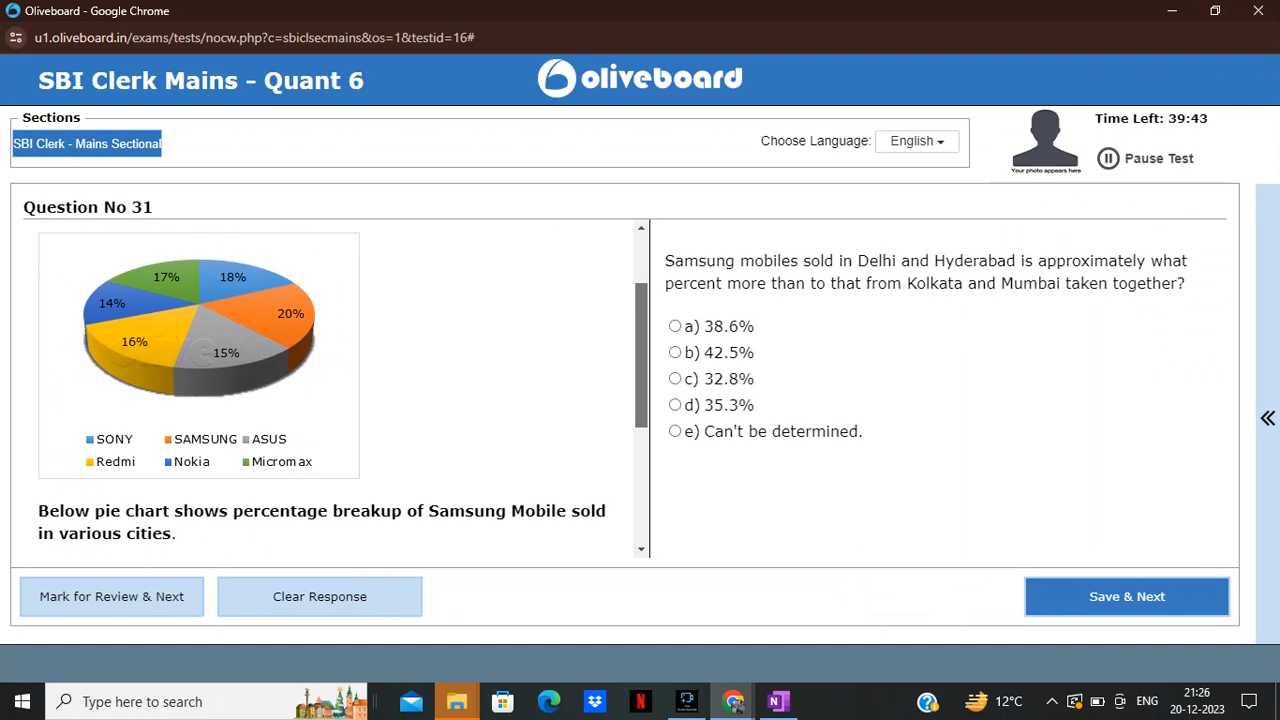 Oliveboard - Google Chrome
u1.oliveboard.in/exams/tests/nocw.php?c=sbiclsecmains&os=1&testid=16#
SBI Clerk Mains - Quant 6
oliveboard
Sections
SBI Clerk - Mains Sectional
Choose Language:
English
Your photo appears here
Time Left: 39:43
Pause Test
Question No 31
17%
18%
14%
20%
16%
15%
SONY SAMSUNG ASUS
Redmi Nokia Micromax
Below pie chart shows percentage breakup of Samsung Mobile sold
in various cities.
Samsung mobiles sold in Delhi and Hyderabad is approximately what
percent more than to that from Kolkata and Mumbai taken together?
a) 38.6%
b) 42.5%
c) 32.8%
d) 35.3%
e) Can't be determined.
Mark for Review & Next
Clear Response
Save & Next
Type here to search
12°C
ENG
21:26
20-12-2023